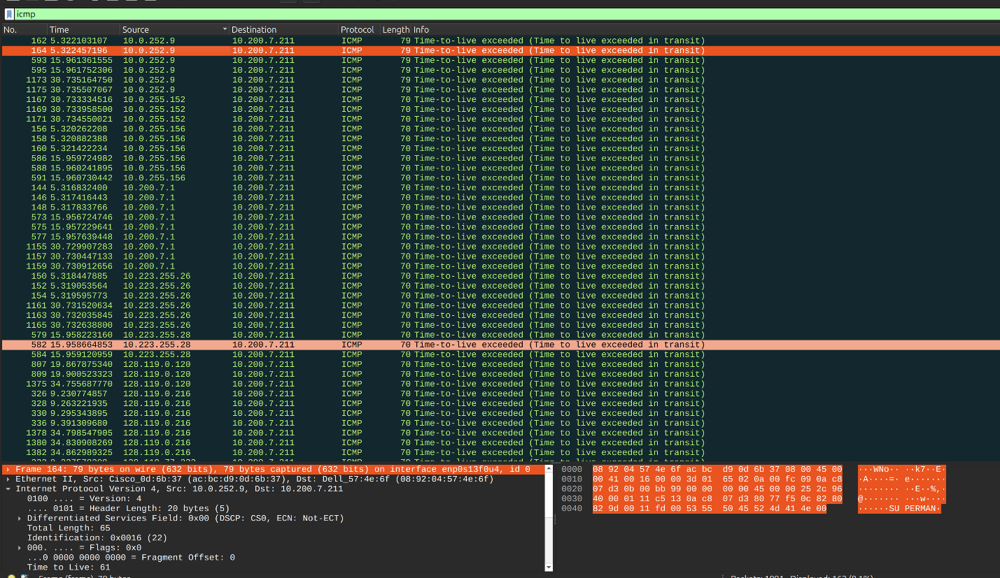 icmp
No. Time Source Destination Protocol Length Info
162 5.322103107 10.0.252.9 10.200.7.211 ICMP 79 Time-to-live exceeded (Time to live exceeded in transit)
164 5.322457196 10.0.252.9 10.200.7.211 ICMP 79 Time-to-live exceeded (Time to live exceeded in transit)
593 15.961361555 10.0.252.9 10.200.7.211 ICMP 79 Time-to-live exceeded (Time to live exceeded in transit)
595 15.961752306 10.0.252.9 10.200.7.211 ICMP 79 Time-to-live exceeded (Time to live exceeded in transit)
1173 30.735164750 10.0.252.9 10.200.7.211 ICMP 79 Time-to-live exceeded (Time to live exceeded in transit)
1175 30.735507067 10.0.252.9 10.200.7.211 ICMP 79 Time-to-live exceeded (Time to live exceeded in transit)
1167 30.733334516 10.0.255.152 10.200.7.211 ICMP 70 Time-to-live exceeded (Time to live exceeded in transit)
1169 30.733958500 10.0.255.152 10.200.7.211 ICMP 70 Time-to-live exceeded (Time to live exceeded in transit)
1171 30.734550021 10.0.255.152 10.200.7.211 ICMP 70 Time-to-live exceeded (Time to live exceeded in transit)
156 5.320262208 10.0.255.156 10.200.7.211 ICMP 70 Time-to-live exceeded (Time to live exceeded in transit)
158 5.320882388 10.0.255.156 10.200.7.211 ICMP 70 Time-to-live exceeded (Time to live exceeded in transit)
160 5.321422234 10.0.255.156 10.200.7.211 ICMP 70 Time-to-live exceeded (Time to live exceeded in transit)
586 15.959724982 10.0.255.156 10.200.7.211 ICMP 70 Time-to-live exceeded (Time to live exceeded in transit)
588 15.960241895 10.0.255.156 10.200.7.211 ICMP 70 Time-to-live exceeded (Time to live exceeded in transit)
591 15.960730442 10.0.255.156 10.200.7.211 ICMP 70 Time-to-live exceeded (Time to live exceeded in transit)
144 5.316832400 10.200.7.1 10.200.7.211 ICMP 70 Time-to-live exceeded (Time to live exceeded in transit)
146 5.317416443 10.200.7.1 10.200.7.211 ICMP 70 Time-to-live exceeded (Time to live exceeded in transit)
148 5.317833766 10.200.7.1 10.200.7.211 ICMP 70 Time-to-live exceeded (Time to live exceeded in transit)
573 15.956724746 10.200.7.1 10.200.7.211 ICMP 70 Time-to-live exceeded (Time to live exceeded in transit)
575 15.957229641 10.200.7.1 10.200.7.211 ICMP 70 Time-to-live exceeded (Time to live exceeded in transit)
577 15.957639448 10.200.7.1 10.200.7.211 ICMP 70 Time-to-live exceeded (Time to live exceeded in transit)
1155 30.729907283 10.200.7.1 10.200.7.211 ICMP 70 Time-to-live exceeded (Time to live exceeded in transit)
1157 30.730447133 10.200.7.1 10.200.7.211 ICMP 70 Time-to-live exceeded (Time to live exceeded in transit)
1159 30.730912656 10.200.7.1 10.200.7.211 ICMP 70 Time-to-live exceeded (Time to live exceeded in transit)
150 5.318447885 10.223.255.26 10.200.7.211 ICMP 70 Time-to-live exceeded (Time to live exceeded in transit)
152 5.319053564 10.223.255.26 10.200.7.211 ICMP 70 Time-to-live exceeded (Time to live exceeded in transit)
154 5.319595773 10.223.255.26 10.200.7.211 ICMP 70 Time-to-live exceeded (Time to live exceeded in transit)
1161 30.731520634 10.223.255.26 10.200.7.211 ICMP 70 Time-to-live exceeded (Time to live exceeded in transit)
1163 30.732035845 10.223.255.26 10.200.7.211 ICMP 70 Time-to-live exceeded (Time to live exceeded in transit)
1165 30.732638800 10.223.255.26 10.200.7.211 ICMP 70 Time-to-live exceeded (Time to live exceeded in transit)
579 15.958223160 10.223.255.28 10.200.7.211 ICMP 70 Time-to-live exceeded (Time to live exceeded in transit)
582 15.958664853 10.223.255.28 10.200.7.211 ICMP 70 Time-to-live exceeded (Time to live exceeded in transit)
584 15.959120959 10.223.255.28 10.200.7.211 ICMP 70 Time-to-live exceeded (Time to live exceeded in transit)
807 19.867875340 128.119.0.120 10.200.7.211 ICMP 70 Time-to-live exceeded (Time to live exceeded in transit)
809 19.900523323 128.119.0.120 10.200.7.211 ICMP 70 Time-to-live exceeded (Time to live exceeded in transit)
1375 34.755687770 128.119.0.120 10.200.7.211 ICMP 70 Time-to-live exceeded (Time to live exceeded in transit)
326 9.230774857 128.119.0.216 10.200.7.211 ICMP 70 Time-to-live exceeded (Time to live exceeded in transit)
328 9.263221935 128.119.0.216 10.200.7.211 ICMP 70 Time-to-live exceeded (Time to live exceeded in transit)
330 9.295343895 128.119.0.216 10.200.7.211 ICMP 70 Time-to-live exceeded (Time to live exceeded in transit)
336 9.391309680 128.119.0.216 10.200.7.211 ICMP 70 Time-to-live exceeded (Time to live exceeded in transit)
1378 34.798547905 128.119.0.216 10.200.7.211 ICMP 70 Time-to-live exceeded (Time to live exceeded in transit)
1380 34.830908269 128.119.0.216 10.200.7.211 ICMP 70 Time-to-live exceeded (Time to live exceeded in transit)
1382 34.862989325 128.119.0.216 10.200.7.211 ICMP 70 Time-to-live exceeded (Time to live exceeded in transit)
Frame 164: 79 bytes on wire (632 bits), 79 bytes captured (632 bits) on interface enp0s13f0u4, id 0
Ethernet II, Src: Cisco_0d:6b:37 (ac:bc:d9:0d:6b:37), Dst: Dell_57:4e:6f (08:92:04:57:4e:6f)
Internet Protocol Version 4, Src: 10.0.252.9, Dst: 10.200.7.211
0100 .... = Version: 4
.... 0101 = Header Length: 20 bytes (5)
Differentiated Services Field: 0x00 (DSCP: CS0, ECN: Not-ECT)
Total Length: 65
Identification: 0x0016 (22)
000. .... = Flags: 0x0
...0 0000 0000 0000 = Fragment Offset: 0
Time to Live: 61
0000 08 92 04 57 4e 6f ac bc d9 0d 6b 37 08 00 45 00 ···WNo·· ··k7··E·
0010 00 41 00 16 00 00 3d 01 65 02 0a 00 fc 09 0a c8 ·A····=· e·······
0020 07 d3 0b 00 bb 99 00 00 00 00 45 00 00 25 2c 96 ········ ··E··%,·
0030 40 00 01 11 c5 13 0a c8 07 d3 80 77 f5 0c 82 80 @······· ···w····
0040 82 9d 00 11 fd 00 53 55 50 45 52 4d 41 4e 00 ······SU PERMAN·